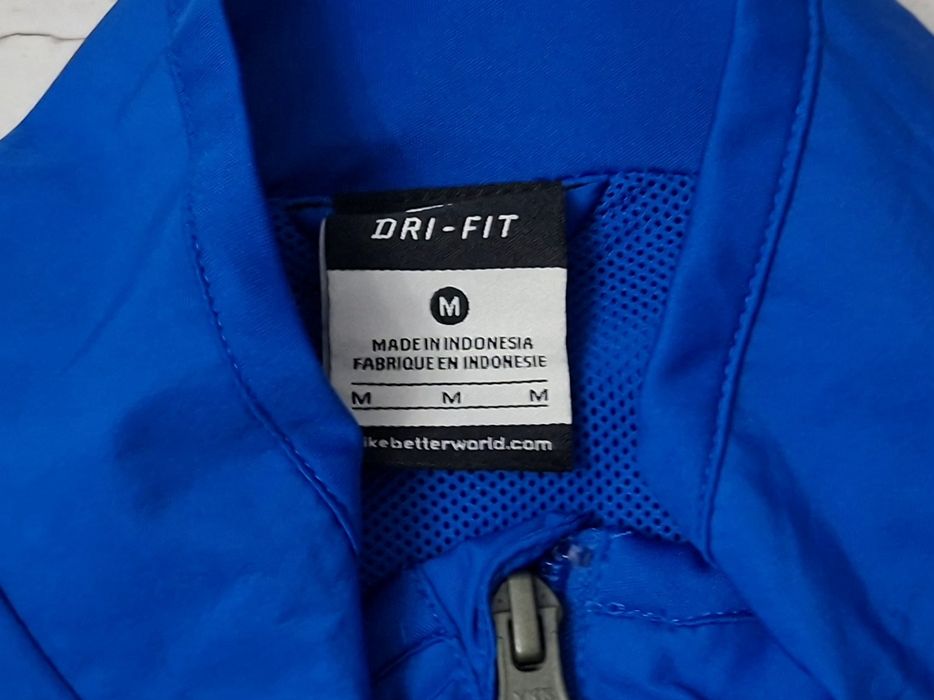 DRI-FIT
M
MADE IN INDONESIA
FABRIQUE EN INDONESIE
M M M
ikebetterworld.com